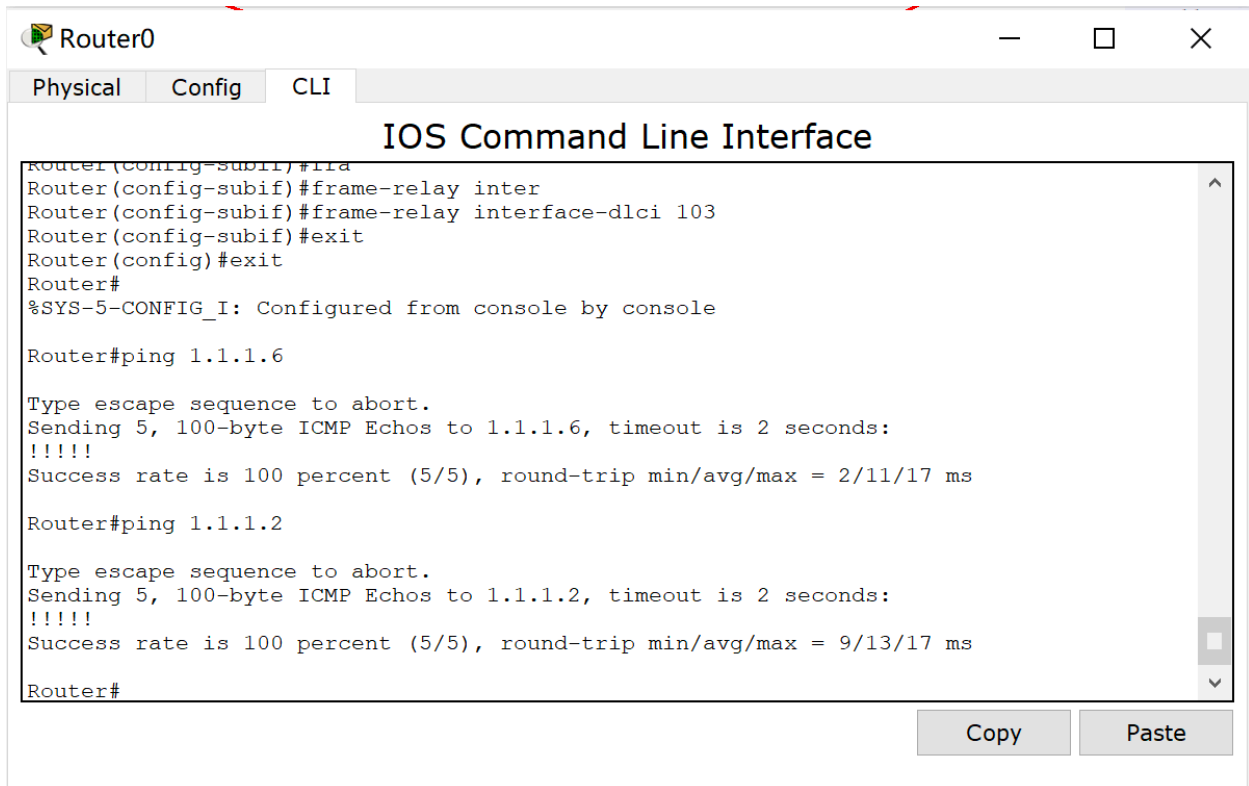 Router0
Physical Config CLI
IOS Command Line Interface
Router(config-subif)#fra
Router(config-subif)#frame-relay inter
Router(config-subif)#frame-relay interface-dlci 103
Router(config-subif)#exit
Router(config)#exit
Router#
%SYS-5-CONFIG_I: Configured from console by console
Router#ping 1.1.1.6
Type escape sequence to abort.
Sending 5, 100-byte ICMP Echos to 1.1.1.6, timeout is 2 seconds:
!!!!!
Success rate is 100 percent (5/5), round-trip min/avg/max = 2/11/17 ms
Router#ping 1.1.1.2
Type escape sequence to abort.
Sending 5, 100-byte ICMP Echos to 1.1.1.2, timeout is 2 seconds:
!!!!!
Success rate is 100 percent (5/5), round-trip min/avg/max = 9/13/17 ms
Router#
Copy Paste